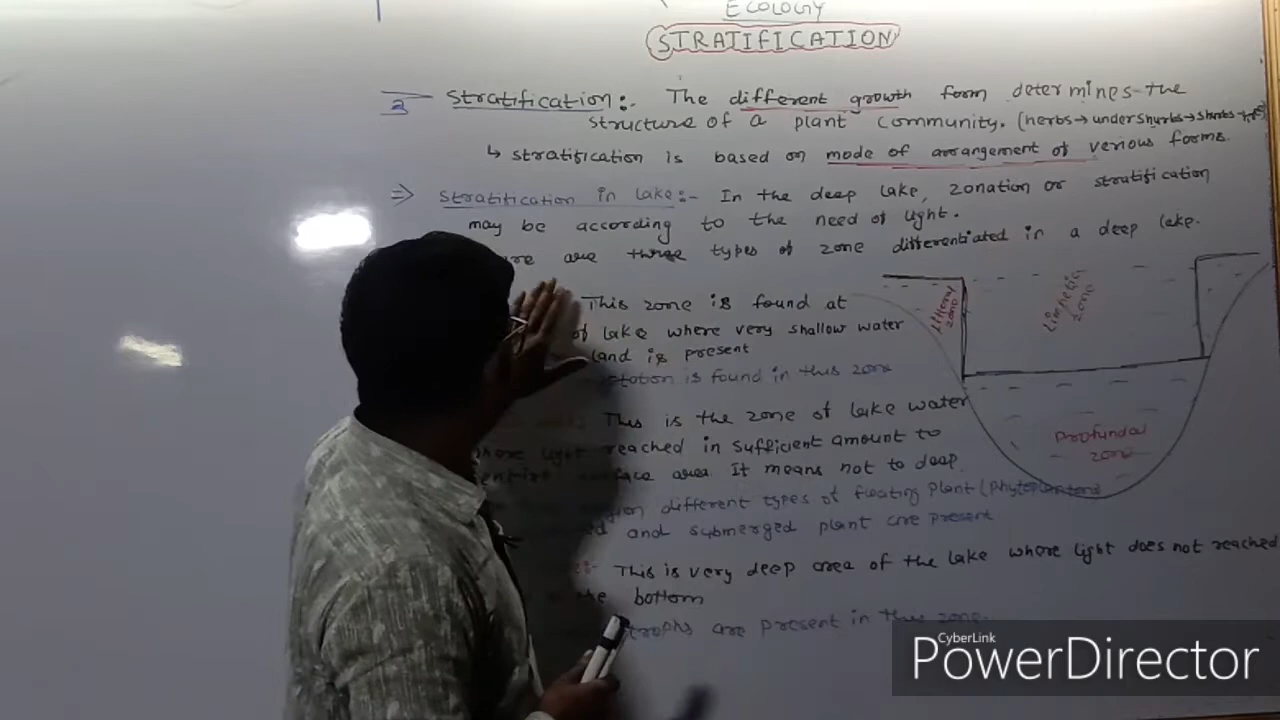 ECOLOGY
STRATIFICATION
3 Stratification:- The different growth form determines the
structure of a plant community. (herbs→undershurbs→shurbs→
↳ stratification is based on mode of arrangement of verious forms.
⇒ Stratification in lake:- In the deep lake, zonation or stratification
may be according to the need of light.
are three types of zone differentiated in a deep lake.
This zone is found at
of lake where very shallow water
land is present
is found in this zone
This is the zone of lake water
light reached in sufficient amount to
entire surface area. It means not to deep.
different types of floating plant (phytoplankton)
and submerged plant are present
:- This is very deep area of the lake where light does not reached
the bottom
trophs are present in this zone.
littoral zone
Limnetic zone
Profundal
zone
CyberLink
PowerDirector